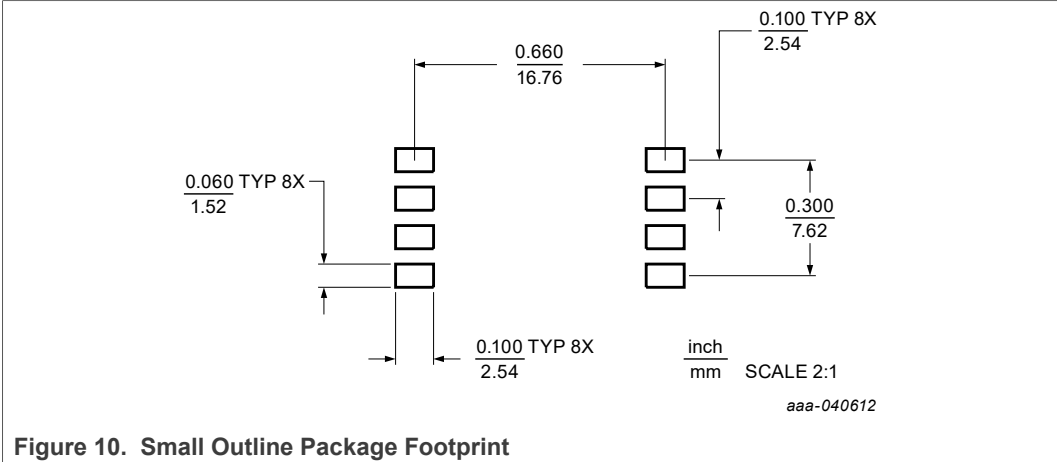 0.100 TYP 8X
2.54
0.660
16.76
0.060 TYP 8X
1.52
0.300
7.62
0.100 TYP 8X
2.54
inch
mm SCALE 2:1
aaa-040612
Figure 10. Small Outline Package Footprint